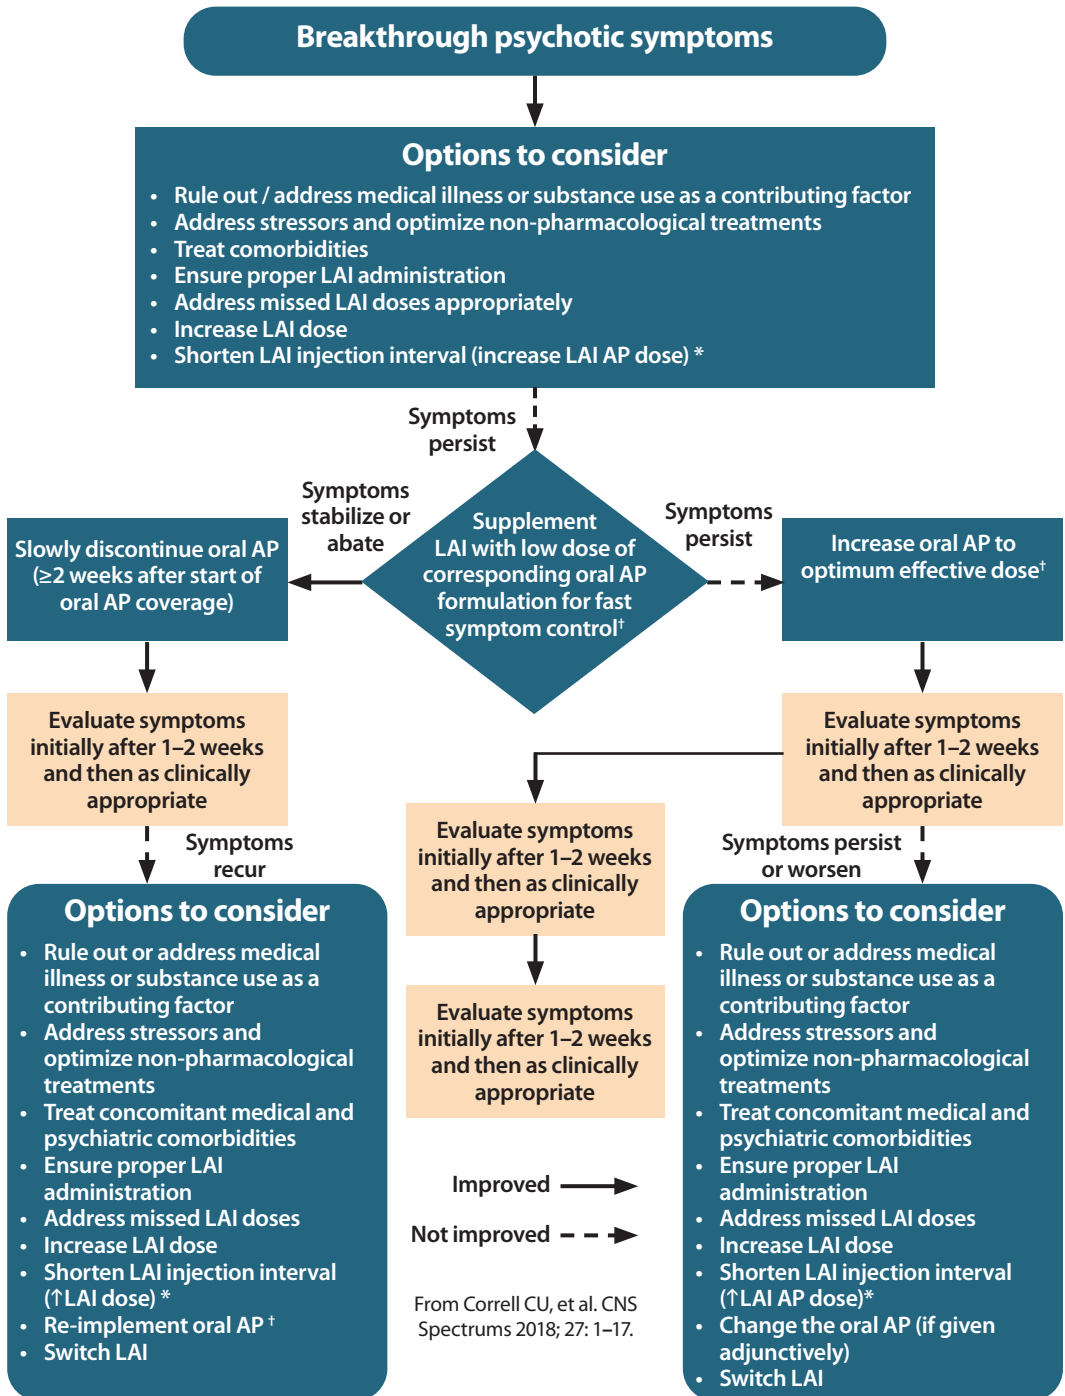 Breakthrough psychotic symptoms
Options to consider
• Rule out / address medical illness or substance use as a contributing factor
• Address stressors and optimize non-pharmacological treatments
• Treat comorbidities
• Ensure proper LAI administration
• Address missed LAI doses appropriately
• Increase LAI dose
• Shorten LAI injection interval (increase LAI AP dose) *
Symptoms
persist
Symptoms
stabilize or
abate
Supplement
LAI with low dose of
corresponding oral AP
formulation for fast
symptom control†
Symptoms
persist
Slowly discontinue oral AP
(≥2 weeks after start of
oral AP coverage)
Increase oral AP to
optimum effective dose†
Evaluate symptoms
initially after 1–2 weeks
and then as clinically
appropriate
Evaluate symptoms
initially after 1–2 weeks
and then as clinically
appropriate
Evaluate symptoms
initially after 1–2 weeks
and then as clinically
appropriate
Evaluate symptoms
initially after 1–2 weeks
and then as clinically
appropriate
Symptoms
recur
Symptoms persist
or worsen
Options to consider
• Rule out or address medical
illness or substance use as a
contributing factor
• Address stressors and
optimize non-pharmacological
treatments
• Treat concomitant medical and
psychiatric comorbidities
• Ensure proper LAI
administration
• Address missed LAI doses
• Increase LAI dose
• Shorten LAI injection interval
(↑LAI dose) *
• Re-implement oral AP †
• Switch LAI
Improved
Not improved
From Correll CU, et al. CNS
Spectrums 2018; 27: 1–17.
Options to consider
• Rule out or address medical
illness or substance use as a
contributing factor
• Address stressors and
optimize non-pharmacological
treatments
• Treat concomitant medical and
psychiatric comorbidities
• Ensure proper LAI
administration
• Address missed LAI doses
• Increase LAI dose
• Shorten LAI injection interval
(↑LAI AP dose)*
• Change the oral AP (if given
adjunctively)
• Switch LAI